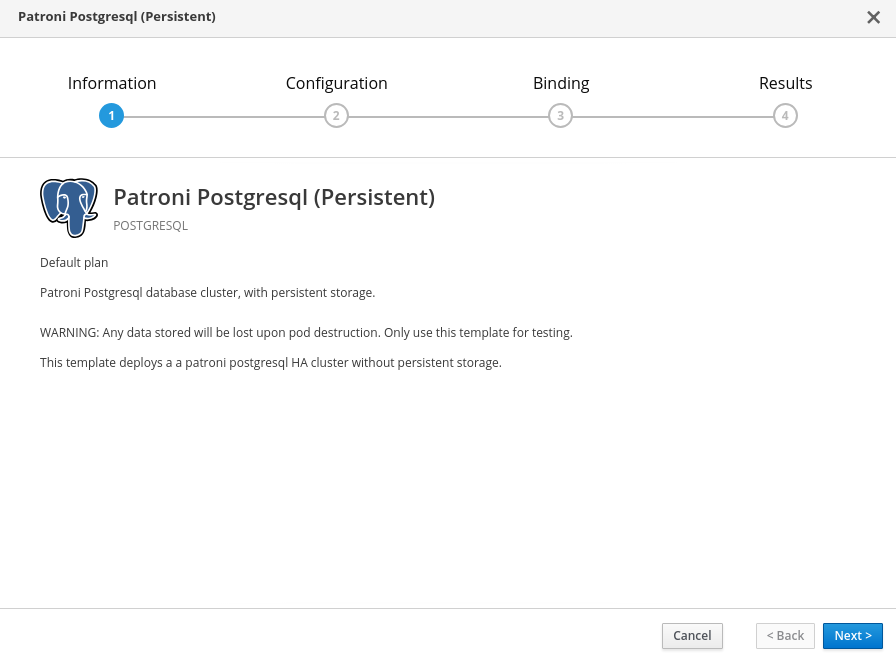 Patroni Postgresql (Persistent)
Information
Configuration
Binding
Results
1
2
3
4
Patroni Postgresql (Persistent)
POSTGRESQL
Default plan
Patroni Postgresql database cluster, with persistent storage.
WARNING: Any data stored will be lost upon pod destruction. Only use this template for testing.
This template deploys a a patroni postgresql HA cluster without persistent storage.
Cancel
< Back
Next >